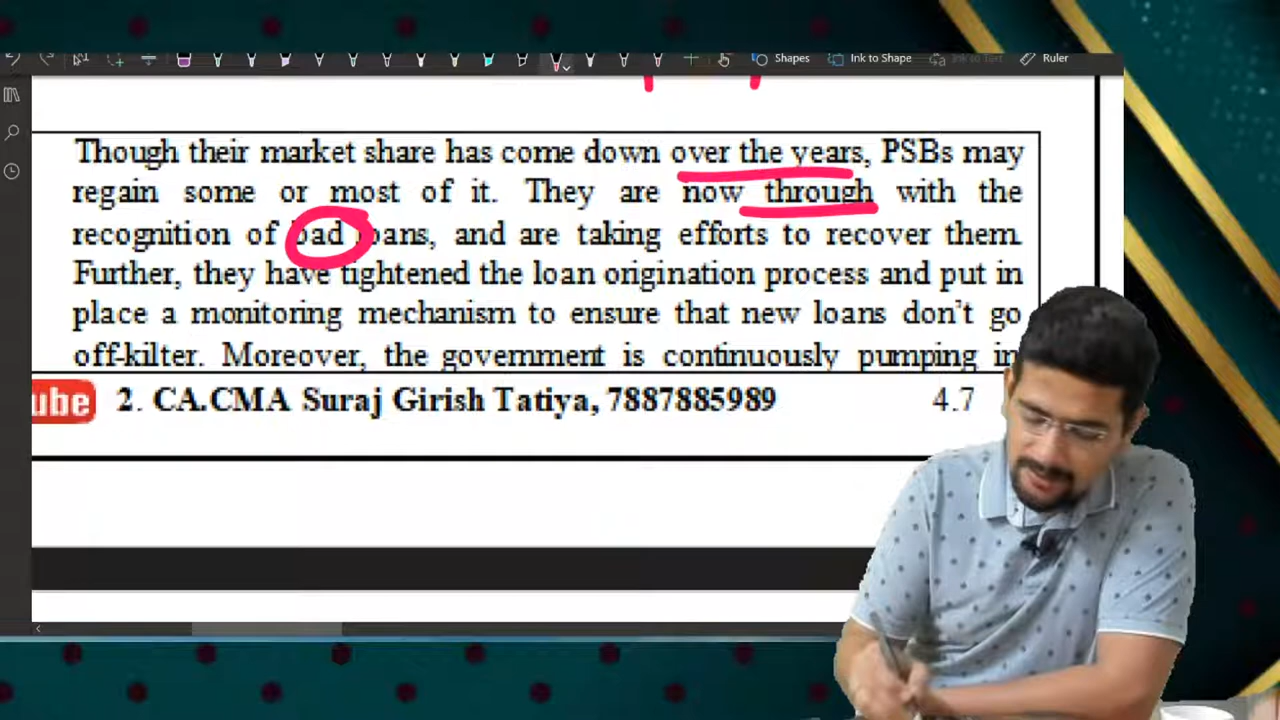 Shapes Ink to Shape Ink to Text Ruler
Though their market share has come down over the years, PSBs may
regain some or most of it. They are now through with the
recognition of bad loans, and are taking efforts to recover them.
Further, they have tightened the loan origination process and put in
place a monitoring mechanism to ensure that new loans don't go
off-kilter. Moreover, the government is continuously pumping in
ube 2. CA.CMA Suraj Girish Tatiya, 7887885989 4.7